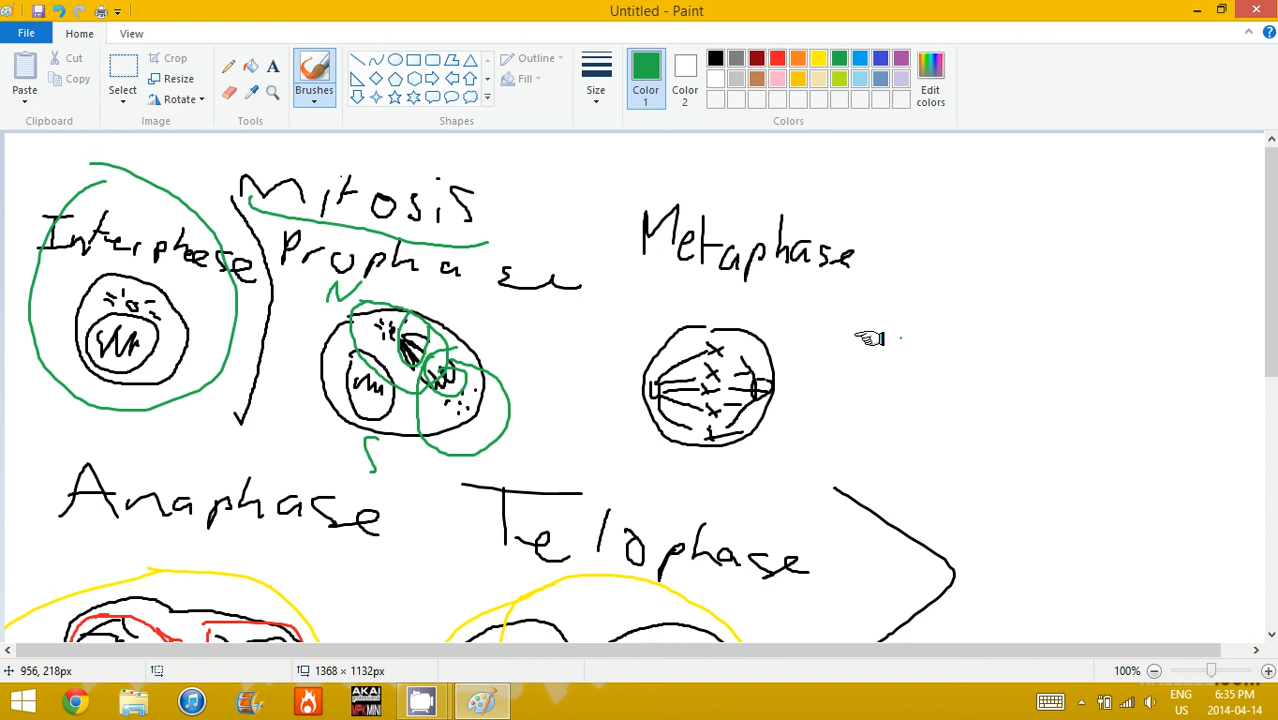 Untitled - Paint
File Home View
Paste
Cut
Copy
Select
Crop
Resize
Rotate
A
Brushes
Outline
Fill
Size
Color 1
Color 2
Edit colors
Clipboard
Image
Tools
Shapes
Colors
Mitosis
Interphase
Prophase
Metaphase
N
S
Anaphase
Telophase
956, 218px
1368 × 1132px
100%
AKAI
ENG
US
6:35 PM
2014-04-14